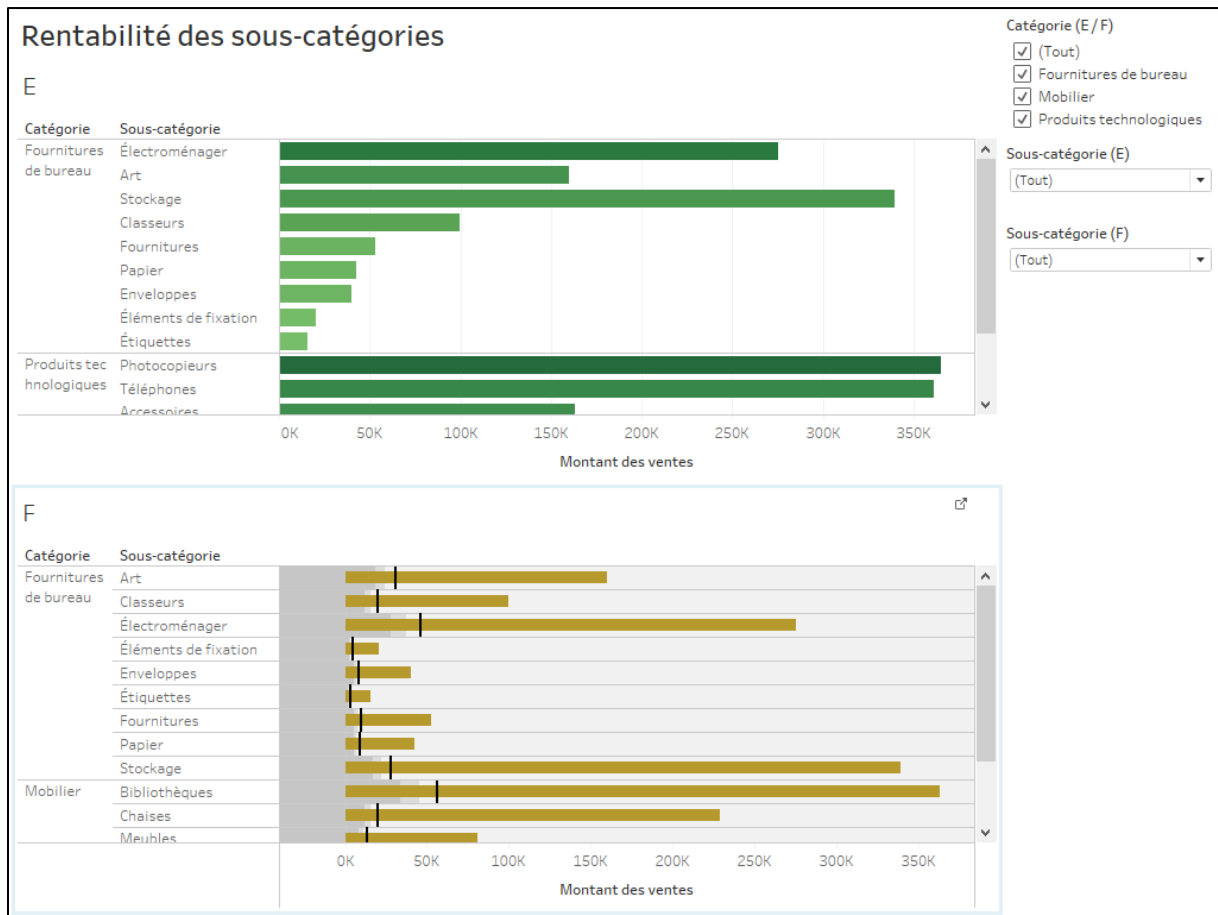 Rentabilité des sous-catégories
E
Catégorie Sous-catégorie
Fournitures Électroménager
de bureau Art
Stockage
Classeurs
Fournitures
Papier
Enveloppes
Éléments de fixation
Étiquettes
Produits tec Photocopieurs
hnologiques Téléphones
Accessoires
0K 50K 100K 150K 200K 250K 300K 350K
Montant des ventes
Catégorie (E / F)
(Tout)
Fournitures de bureau
Mobilier
Produits technologiques
Sous-catégorie (E)
(Tout)
Sous-catégorie (F)
(Tout)
F
Catégorie Sous-catégorie
Fournitures Art
de bureau Classeurs
Électroménager
Éléments de fixation
Enveloppes
Étiquettes
Fournitures
Papier
Stockage
Mobilier Bibliothèques
Chaises
Meubles
0K 50K 100K 150K 200K 250K 300K 350K
Montant des ventes